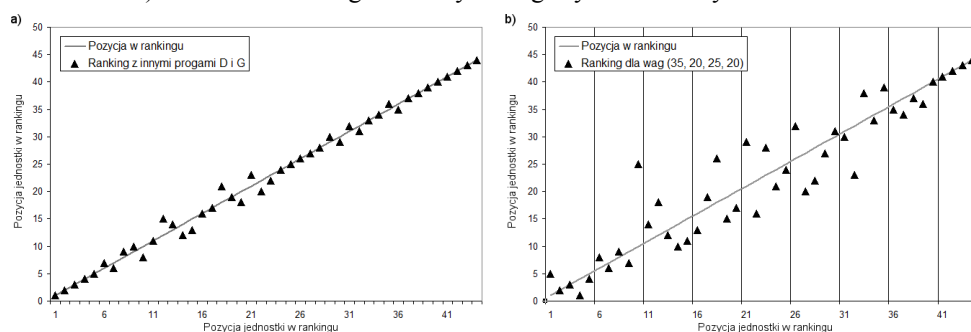 a)
50
45
40
35
30
25
20
15
10
5
0
Pozycja jednostki w rankingu
Pozycja w rankingu
Ranking z innymi progami D i G
1 6 11 16 21 26 31 36 41
Pozycja jednostki w rankingu
b)
50
45
40
35
30
25
20
15
10
5
0
Pozycja jednostki w rankingu
Pozycja w rankingu
Ranking dla wag (35, 20, 25, 20)
1 6 11 16 21 26 31 36 41
Pozycja jednostki w rankingu